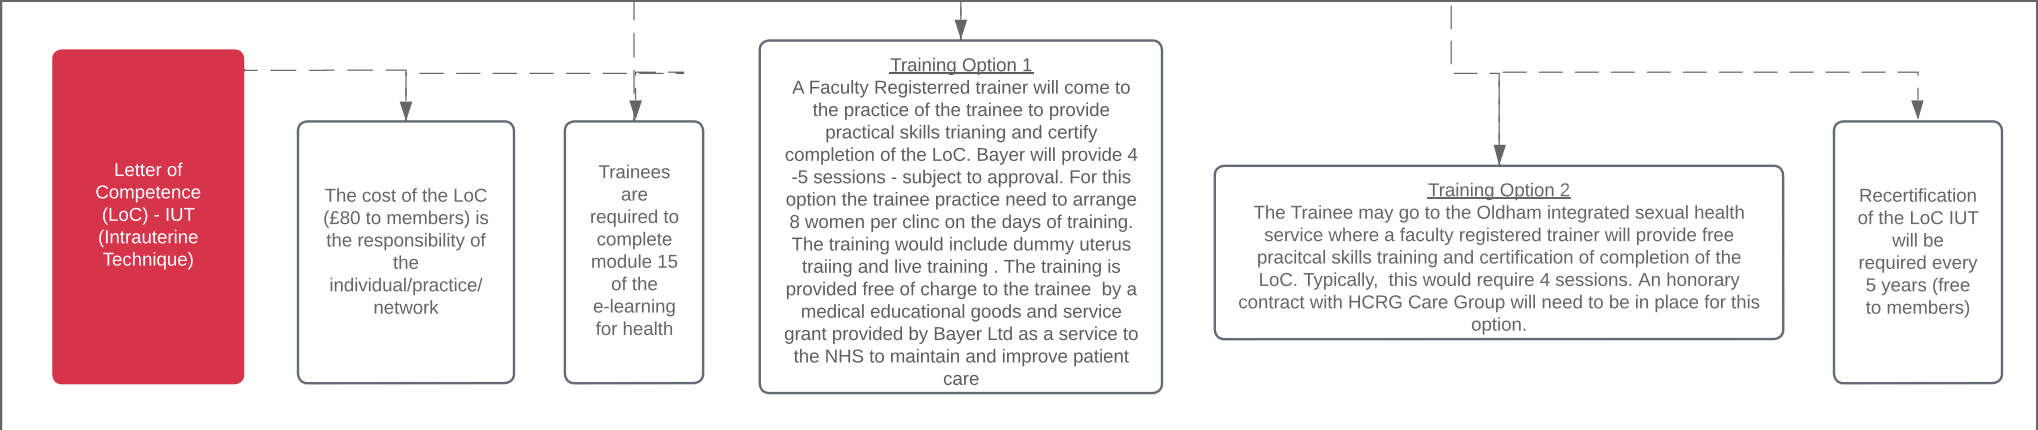 Letter of
Competence
(LoC) - IUT
(Intrauterine
Technique)
The cost of the LoC
(£80 to members) is
the responsibility of
the
individual/practice/
network
Trainees
are
required to
complete
module 15
of the
e-learning
for health
Training Option 1
A Faculty Registerred trainer will come to
the practice of the trainee to provide
practical skills trianing and certify
completion of the LoC. Bayer will provide 4
-5 sessions - subject to approval. For this
option the trainee practice need to arrange
8 women per clinc on the days of training.
The training would include dummy uterus
traiing and live training . The training is
provided free of charge to the trainee  by a
medical educational goods and service
grant provided by Bayer Ltd as a service to
the NHS to maintain and improve patient
care
Training Option 2
The Trainee may go to the Oldham integrated sexual health
service where a faculty registered trainer will provide free
pracitcal skills training and certification of completion of the
LoC. Typically,  this would require 4 sessions. An honorary
contract with HCRG Care Group will need to be in place for this
option.
Recertification
of the LoC IUT
will be
required every
5 years (free
to members)